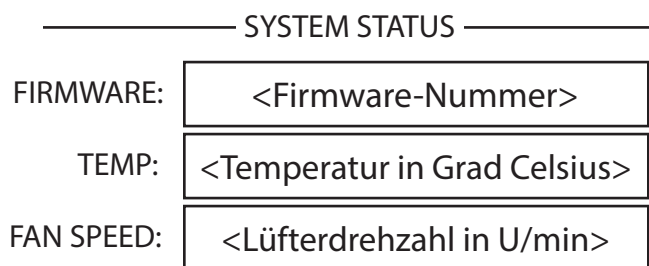 SYSTEM STATUS
FIRMWARE: <Firmware-Nummer>
TEMP: <Temperatur in Grad Celsius>
FAN SPEED: <Lüfterdrehzahl in U/min>